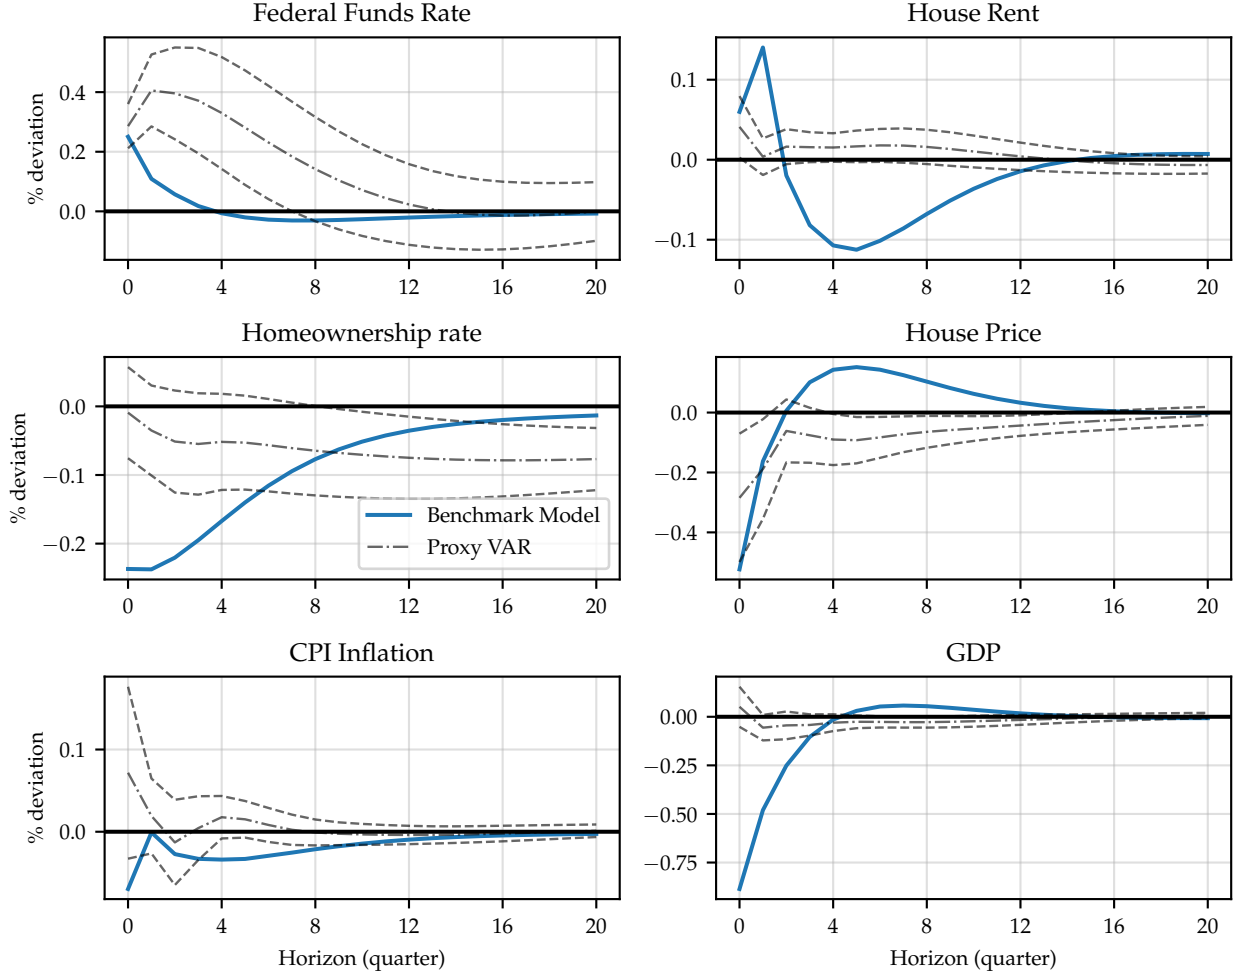 Federal Funds Rate
% deviation
0.4
0.2
0.0
0 4 8 12 16 20
House Rent
0.1
0.0
−0.1
0 4 8 12 16 20
Homeownership rate
% deviation
0.0
−0.1
−0.2
Benchmark Model
Proxy VAR
0 4 8 12 16 20
House Price
0.0
−0.2
−0.4
0 4 8 12 16 20
CPI Inflation
% deviation
0.1
0.0
0 4 8 12 16 20
Horizon (quarter)
GDP
0.00
−0.25
−0.50
−0.75
0 4 8 12 16 20
Horizon (quarter)